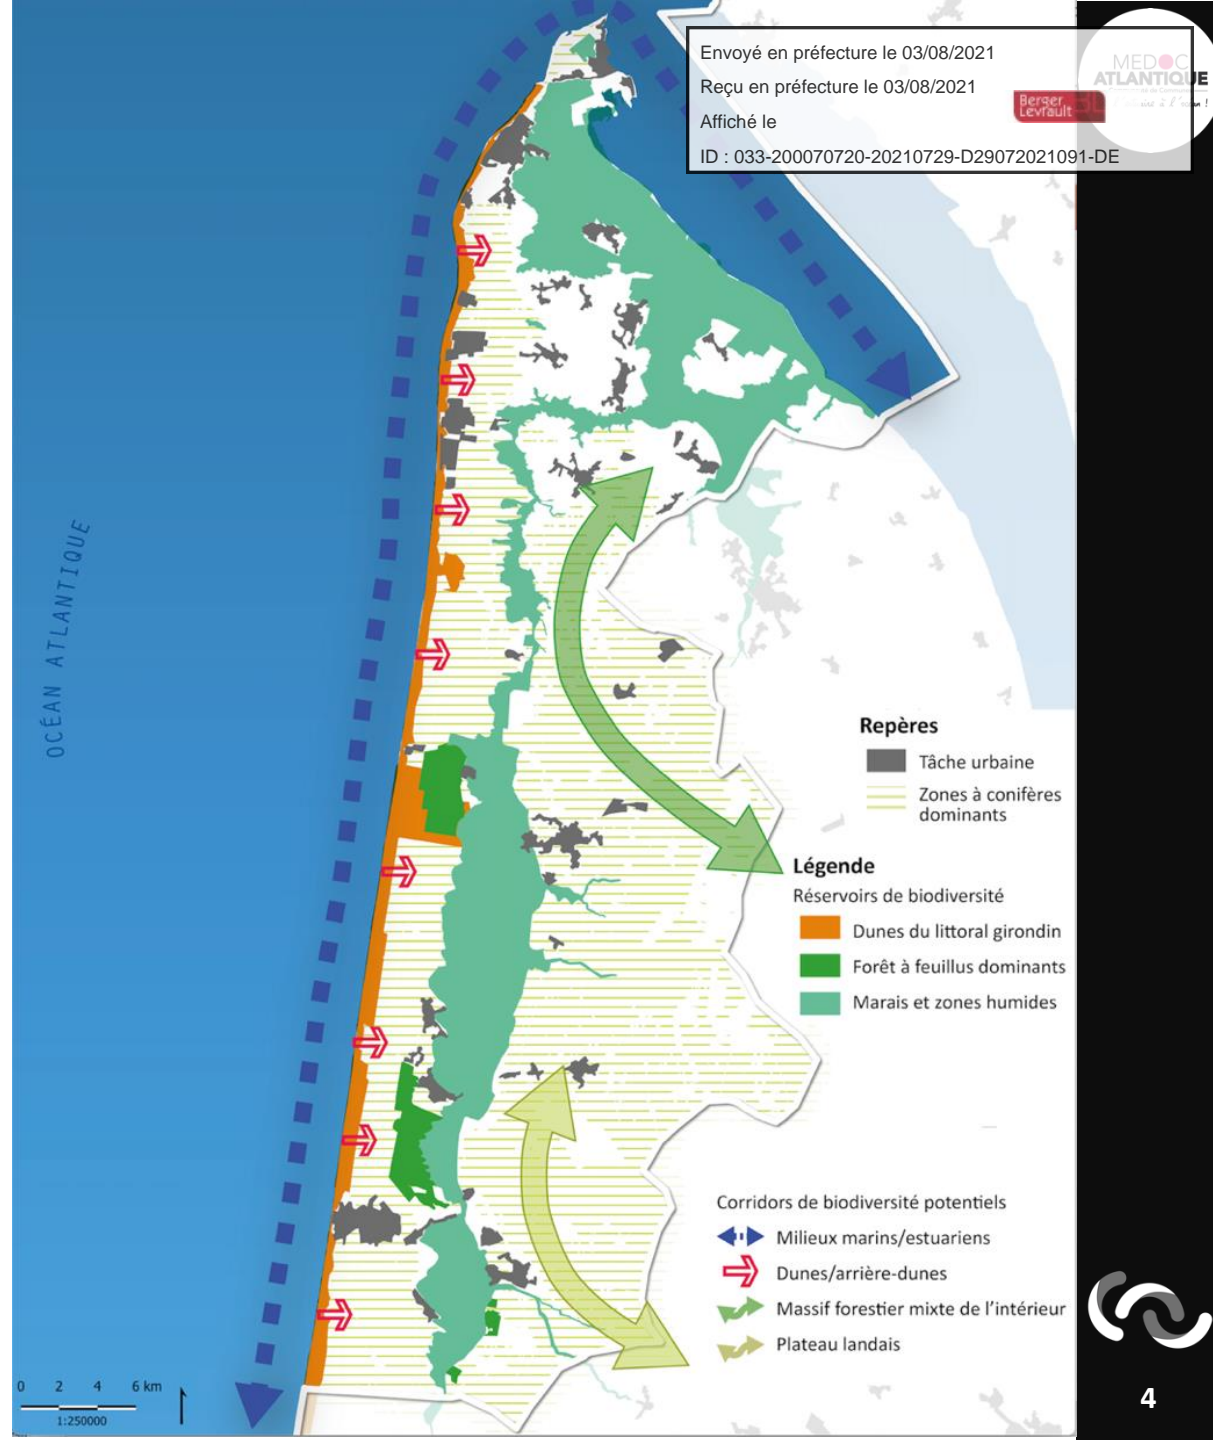 Envoyé en préfecture le 03/08/2021
Reçu en préfecture le 03/08/2021
Affiché le
ID : 033-200070720-20210729-D29072021091-DE
Berger
Levrault
MEDOC
ATLANTIQUE
OCÉAN ATLANTIQUE
Repères
Tâche urbaine
Zones à conifères
dominants
Légende
Réservoirs de biodiversité
Dunes du littoral girondin
Forêt à feuillus dominants
Marais et zones humides
Corridors de biodiversité potentiels
Milieux marins/estuariens
Dunes/arrière-dunes
Massif forestier mixte de l'intérieur
Plateau landais
0 2 4 6 km
1:250000
4